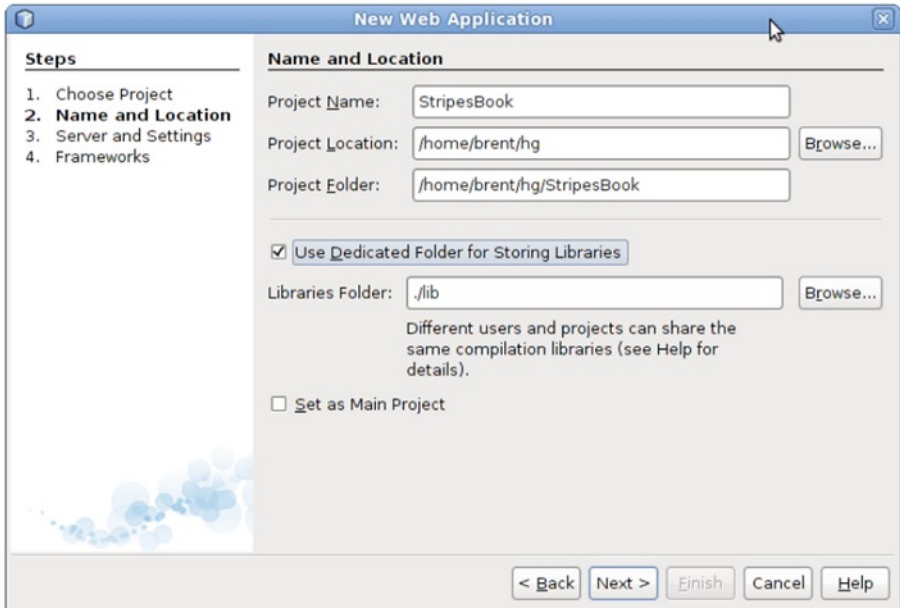 New Web Application
Steps
1. Choose Project
2. Name and Location
3. Server and Settings
4. Frameworks
Name and Location
Project Name: StripesBook
Project Location: /home/brent/hg Browse...
Project Folder: /home/brent/hg/StripesBook
Use Dedicated Folder for Storing Libraries
Libraries Folder: ./lib Browse...
Different users and projects can share the
same compilation libraries (see Help for
details).
Set as Main Project
< Back Next > Finish Cancel Help